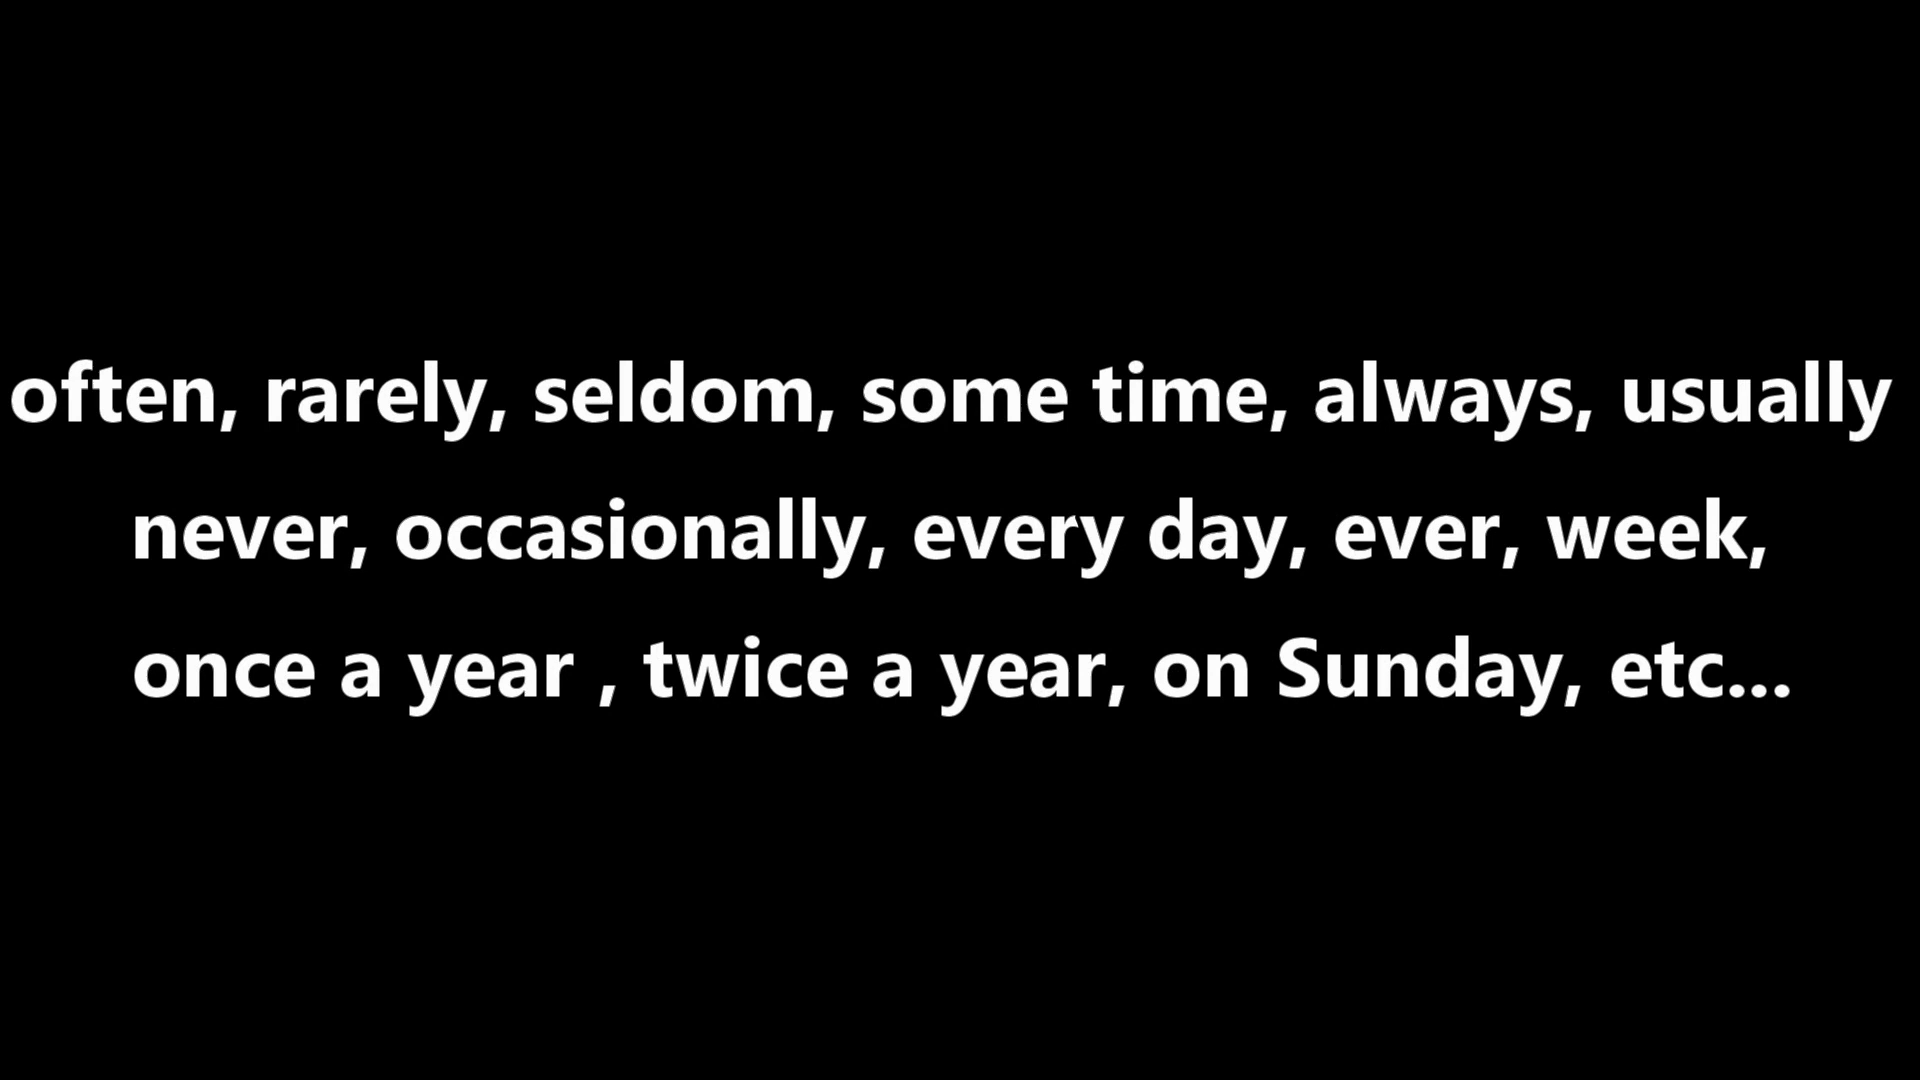 often, rarely, seldom, some time, always, usually
never, occasionally, every day, ever, week,
once a year , twice a year, on Sunday, etc...